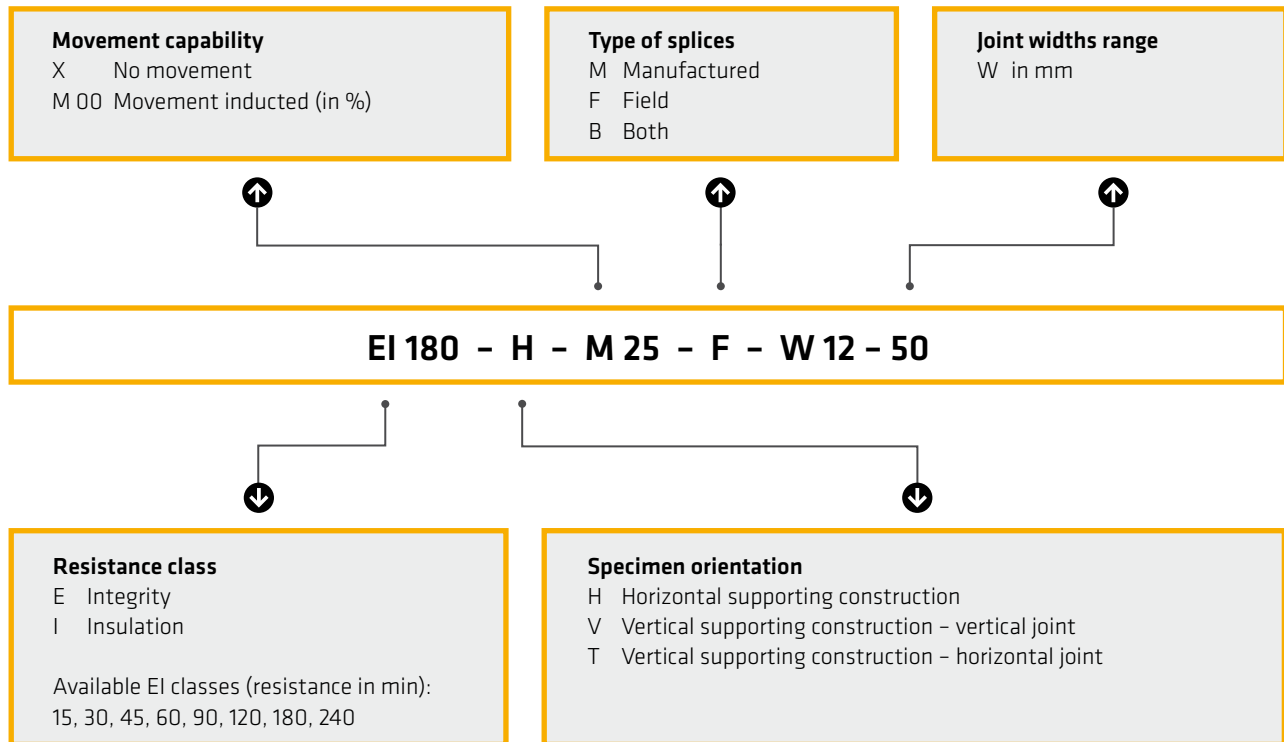 Movement capability
X No movement
M 00 Movement inducted (in %)
Type of splices
M Manufactured
F Field
B Both
Joint widths range
W in mm
EI 180 – H – M 25 – F – W 12 – 50
Resistance class
E Integrity
I Insulation
Available EI classes (resistance in min):
15, 30, 45, 60, 90, 120, 180, 240
Specimen orientation
H Horizontal supporting construction
V Vertical supporting construction – vertical joint
T Vertical supporting construction – horizontal joint